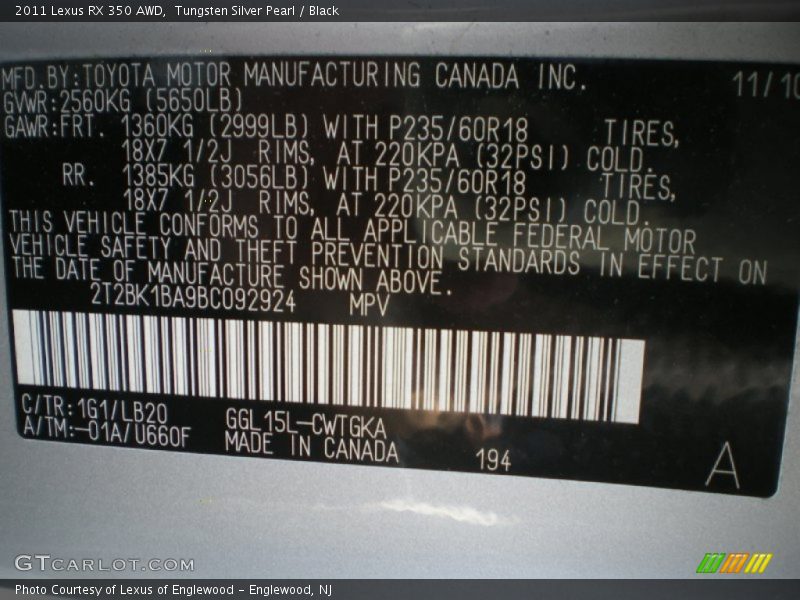 2011 Lexus RX 350 AWD, Tungsten Silver Pearl / Black
MFD.BY:TOYOTA MOTOR MANUFACTURING CANADA INC. 11/10
GVWR:2560KG (5650LB)
GAWR:FRT. 1360KG (2999LB) WITH P235/60R18 TIRES,
18X7 1/2J RIMS, AT 220KPA (32PSI) COLD.
RR. 1385KG (3056LB) WITH P235/60R18 TIRES,
18X7 1/2J RIMS, AT 220KPA (32PSI) COLD.
THIS VEHICLE CONFORMS TO ALL APPLICABLE FEDERAL MOTOR
VEHICLE SAFETY AND THEFT PREVENTION STANDARDS IN EFFECT ON
THE DATE OF MANUFACTURE SHOWN ABOVE.
2T2BK1BA9BC092924 MPV
C/TR:1G1/LB20
A/TM:-01A/U660F GGL15L-CWTGKA
MADE IN CANADA 194 A
GTCARLOT.COM
Photo Courtesy of Lexus of Englewood – Englewood, NJ